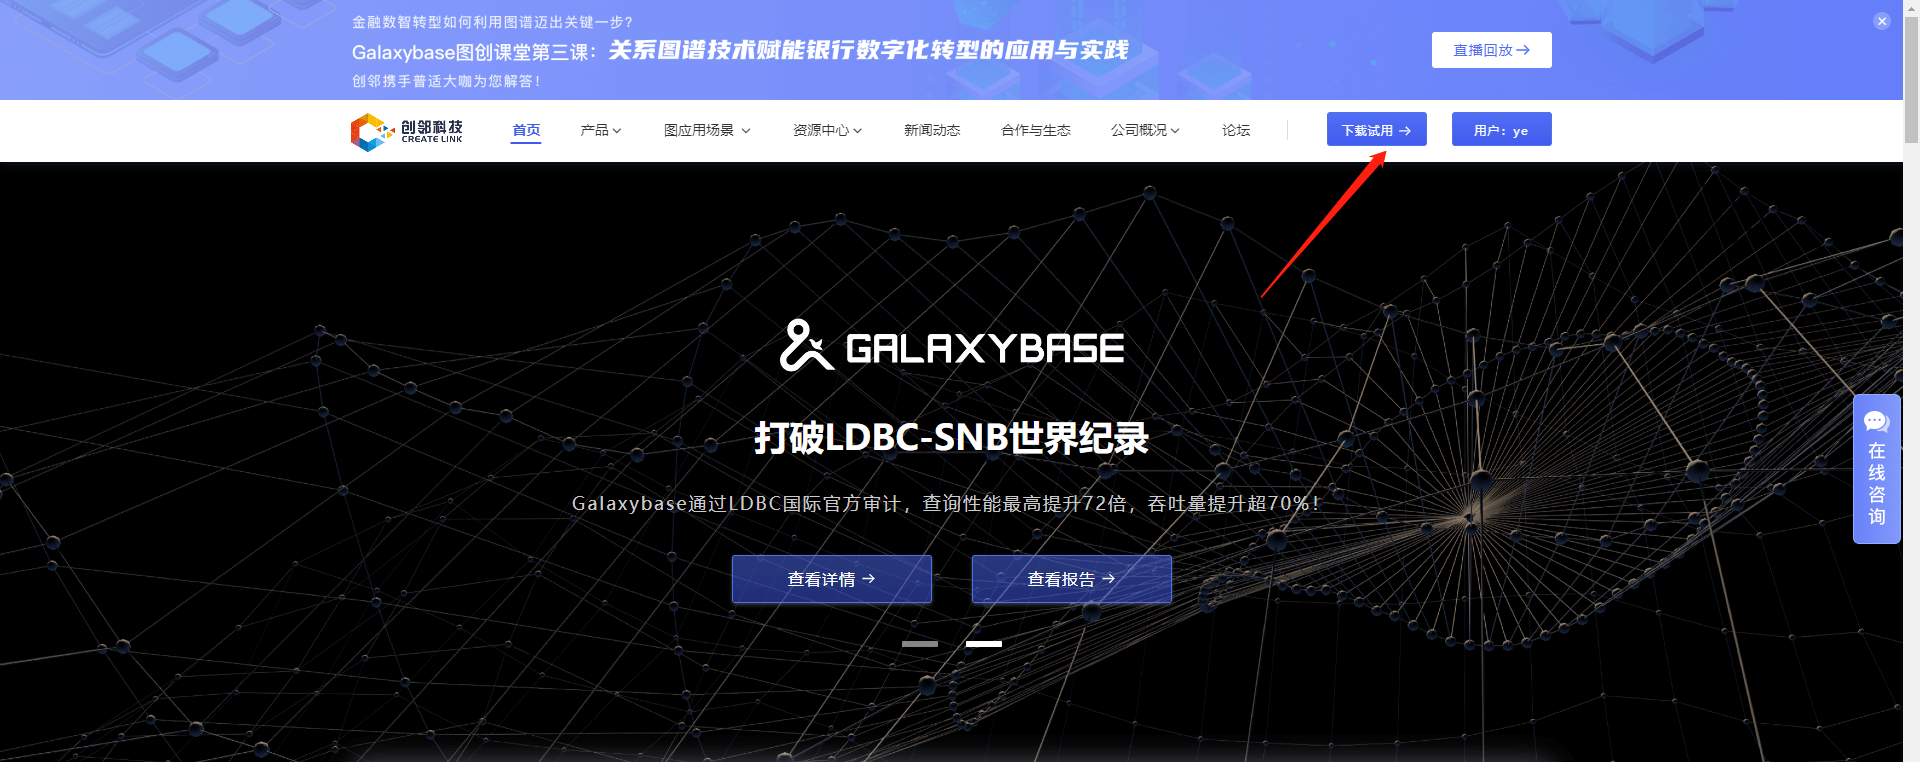 金融数智转型如何利用图谱迈出关键一步?
Galaxybase图创课堂第三课：关系图谱技术赋能银行数字化转型的应用与实践
创邻携手普适大咖为您解答!
直播回放→
创邻科技
CREATE LINK
首页 产品 图应用场景 资源中心 新闻动态 合作与生态 公司概况 论坛
下载试用 →
用户：ye
GALAXYBASE
打破LDBC-SNB世界纪录
Galaxybase通过LDBC国际官方审计，查询性能最高提升72倍，吞吐量提升超70%!
查看详情 →
查看报告 →
在线咨询